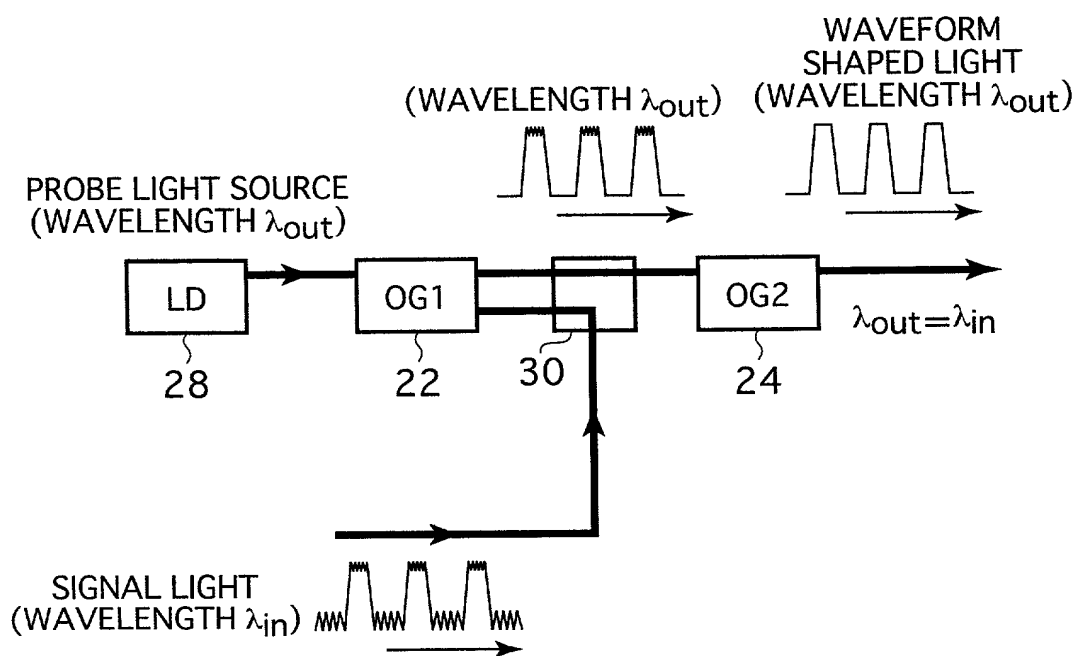 WAVEFORM
SHAPED LIGHT
(WAVELENGTH λout)
(WAVELENGTH λout)
PROBE LIGHT SOURCE
(WAVELENGTH λout)
LD
OG1
OG2
λout=λin
28
22
30
24
SIGNAL LIGHT
(WAVELENGTH λin)